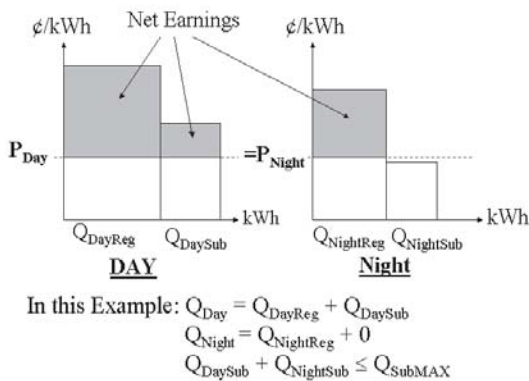 ¢/kWh Net Earnings ¢/kWh
P_Day =P_Night
kWh kWh
Q_DayReg Q_DaySub Q_NightReg Q_NightSub
DAY Night
In this Example: Q_Day = Q_DayReg + Q_DaySub
Q_Night = Q_NightReg + 0
Q_DaySub + Q_NightSub ≤ Q_SubMAX